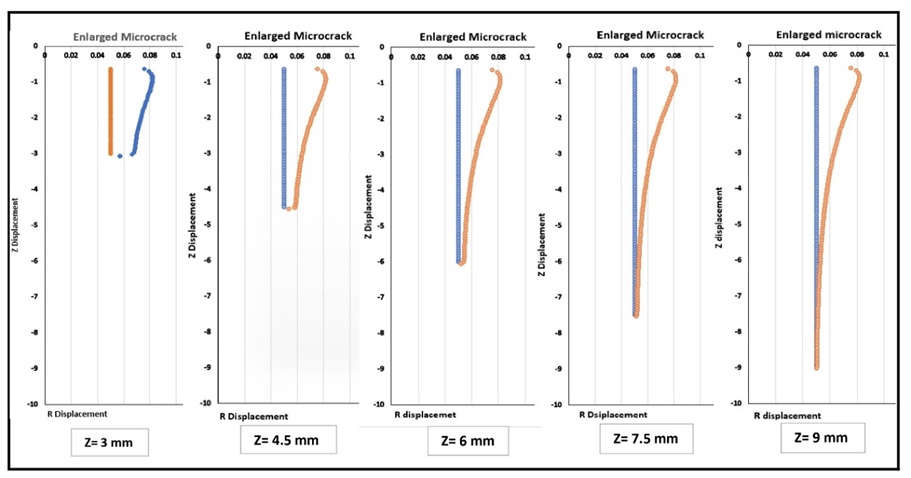 Enlarged Microcrack
0 0.02 0.04 0.06 0.08 0.1
0
-1
-2
-3
-4
-5
-6
-7
-8
-9
-10
Z Displacement
R Displacement
Z= 3 mm
Enlarged Microcrack
0 0.02 0.04 0.06 0.08 0.1
0
-1
-2
-3
-4
-5
-6
-7
-8
-9
-10
Z Displacement
R Displacement
Z= 4.5 mm
Enlarged Microcrack
0 0.02 0.04 0.06 0.08 0.1
0
-1
-2
-3
-4
-5
-6
-7
-8
-9
-10
Z Displacement
R displacemet
Z= 6 mm
Enlarged Microcrack
0 0.02 0.04 0.06 0.08 0.1
0
-1
-2
-3
-4
-5
-6
-7
-8
-9
-10
Z Displacement
R Dsiplacement
Z= 7.5 mm
Enlarged microcrack
0 0.02 0.04 0.06 0.08 0.1
0
-1
-2
-3
-4
-5
-6
-7
-8
-9
-10
Z displacement
R displacement
Z= 9 mm